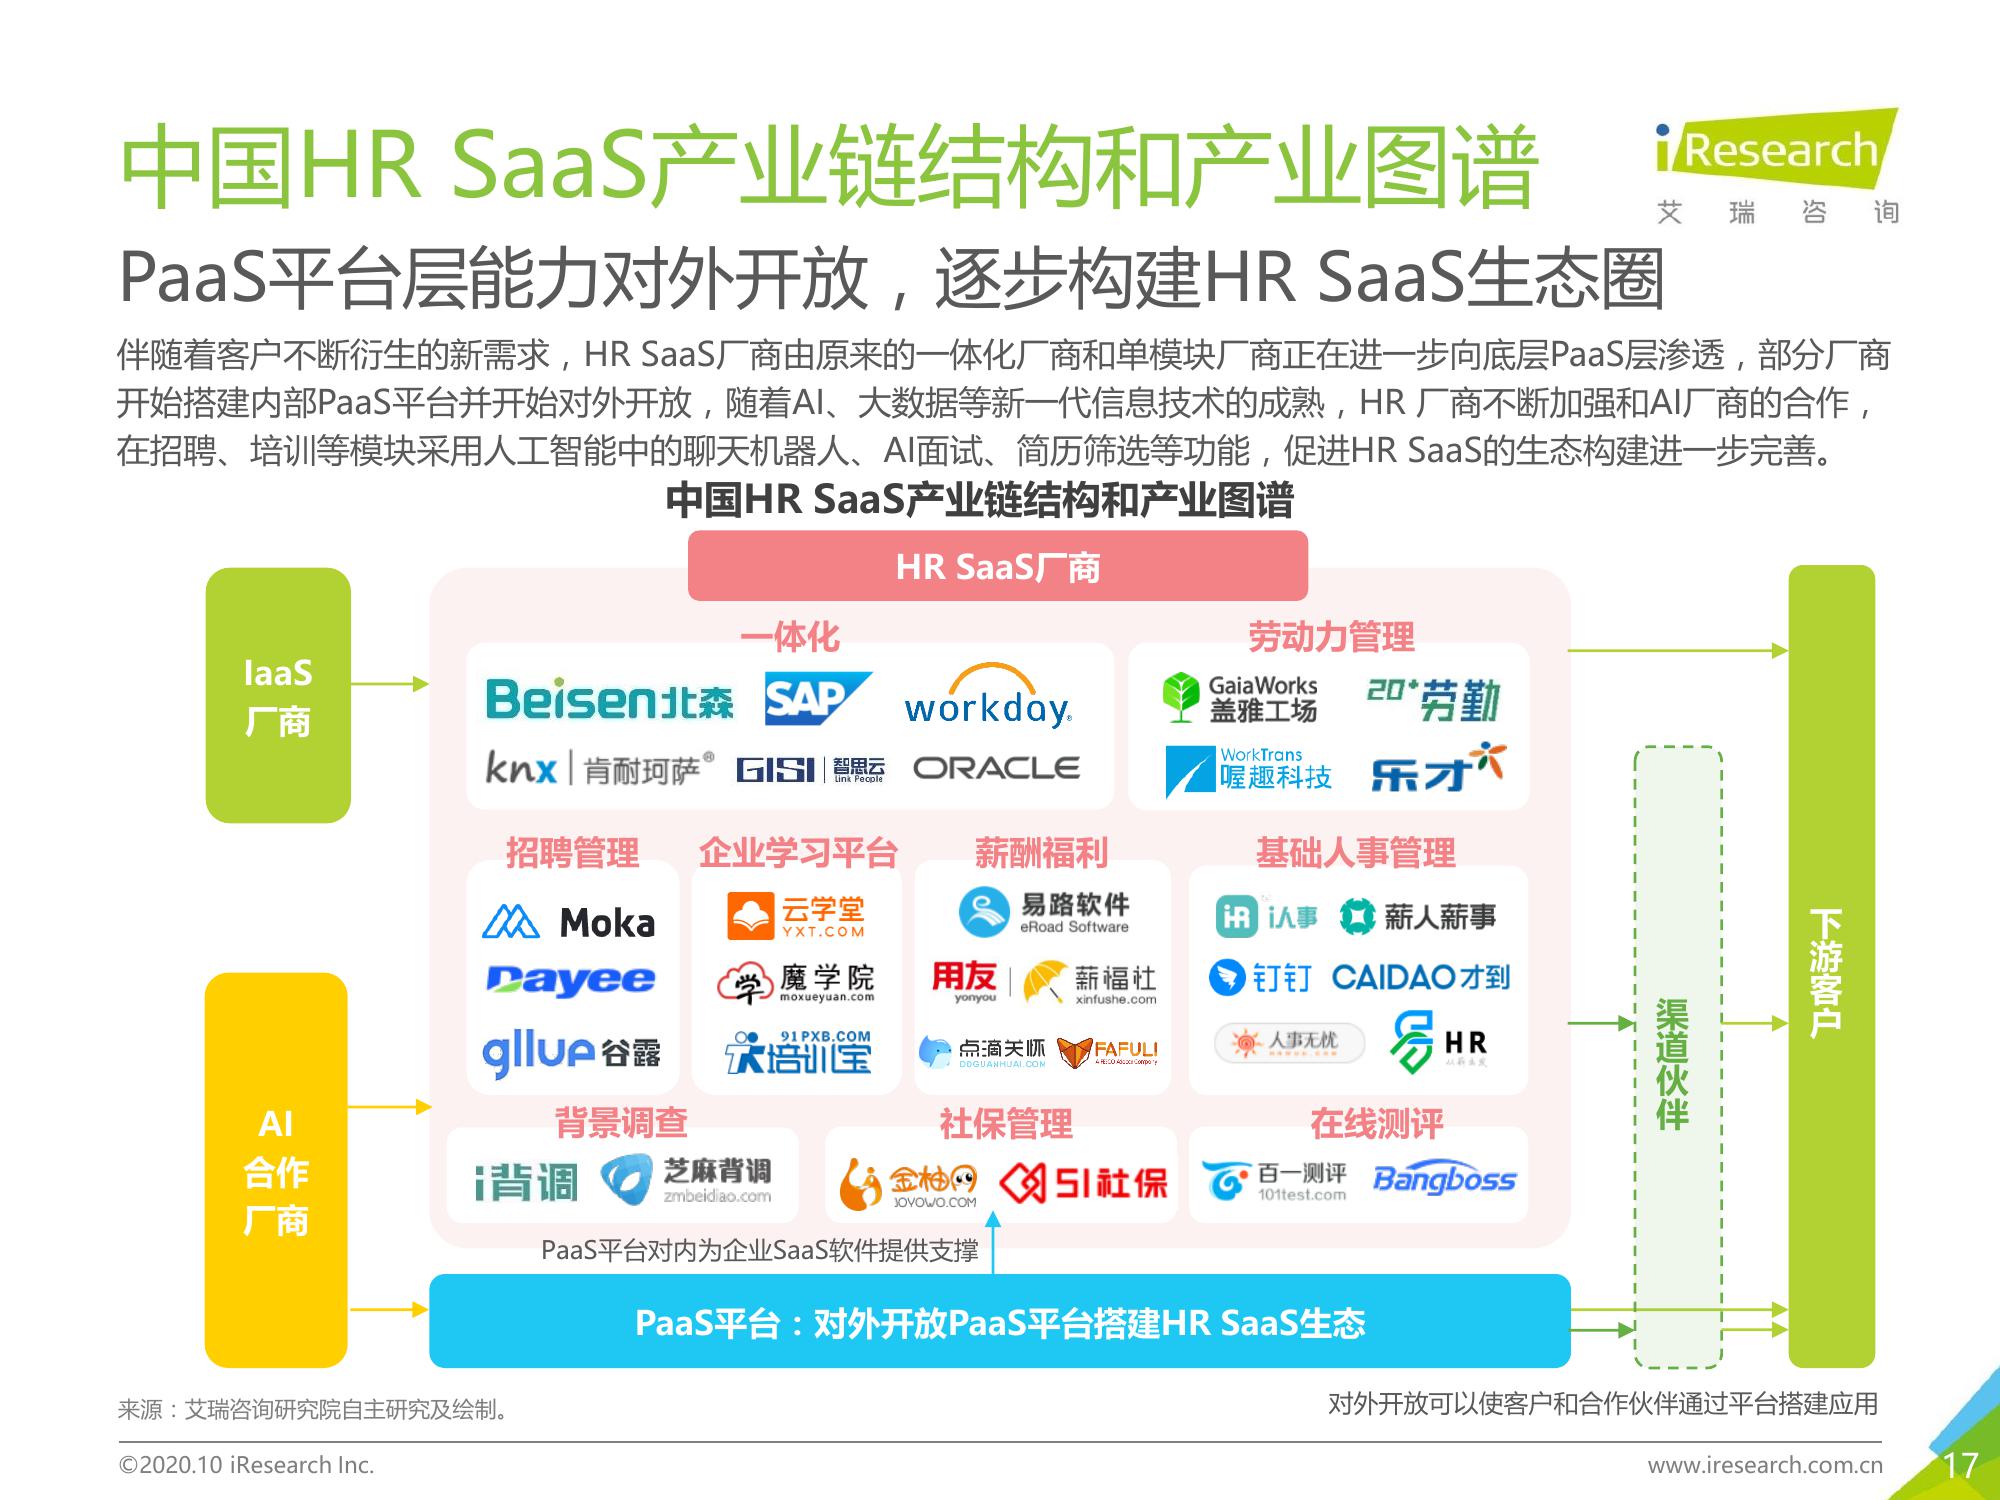 中国HR SaaS产业链结构和产业图谱
iResearch
艾瑞咨询
PaaS平台层能力对外开放，逐步构建HR SaaS生态圈
伴随着客户不断衍生的新需求，HR SaaS厂商由原来的一体化厂商和单模块厂商正在进一步向底层PaaS层渗透，部分厂商
开始搭建内部PaaS平台并开始对外开放，随着AI、大数据等新一代信息技术的成熟，HR 厂商不断加强和AI厂商的合作，
在招聘、培训等模块采用人工智能中的聊天机器人、AI面试、简历筛选等功能，促进HR SaaS的生态构建进一步完善。
中国HR SaaS产业链结构和产业图谱
HR SaaS厂商
IaaS
厂商
AI
合作
厂商
一体化
Beisen北森
SAP
workday
knx | 肯耐珂萨®
GISI | 智思云
Link People
ORACLE
劳动力管理
GaiaWorks
盖雅工场
20+劳勤
WorkTrans
喔趣科技
乐才
招聘管理
Moka
Dayee
gllue谷露
企业学习平台
云学堂
YXT.COM
魔学院
moxueyuan.com
91PXB.COM
培训宝
薪酬福利
易路软件
eRoad Software
用友
yonyou
薪福社
xinfushe.com
点滴关怀
DDGUANHUAI.COM
FAFULI
基础人事管理
iR i人事
薪人薪事
钉钉
CAIDAO才到
人事无忧
HR
背景调查
i背调
芝麻背调
zmbeidiao.com
社保管理
金柚网
JOYOWO.COM
51社保
在线测评
百一测评
101test.com
Bangboss
渠道伙伴
下游客户
PaaS平台对内为企业SaaS软件提供支撑
PaaS平台：对外开放PaaS平台搭建HR SaaS生态
来源：艾瑞咨询研究院自主研究及绘制。
对外开放可以使客户和合作伙伴通过平台搭建应用
©2020.10 iResearch Inc.
www.iresearch.com.cn
17